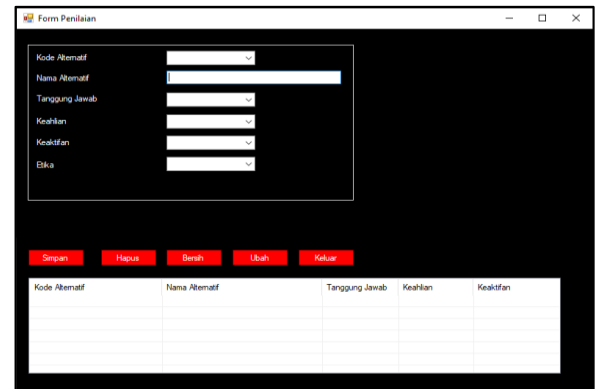 Form Penilaian
Kode Alternatif
Nama Alternatif
Tanggung Jawab
Keahlian
Keaktifan
Etika
Simpan Hapus Bersih Ubah Keluar
Kode Alternatif Nama Alternatif Tanggung Jawab Keahlian Keaktifan